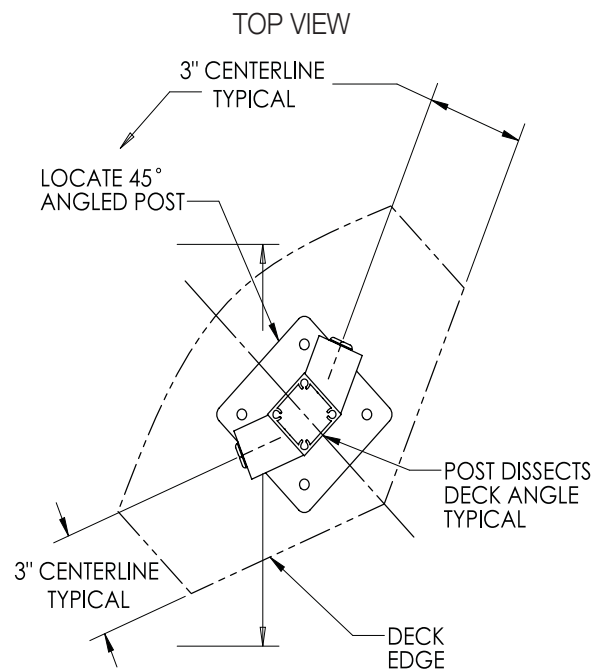 TOP VIEW
3" CENTERLINE
TYPICAL
LOCATE 45°
ANGLED POST
POST DISSECTS
DECK ANGLE
TYPICAL
3" CENTERLINE
TYPICAL
DECK
EDGE